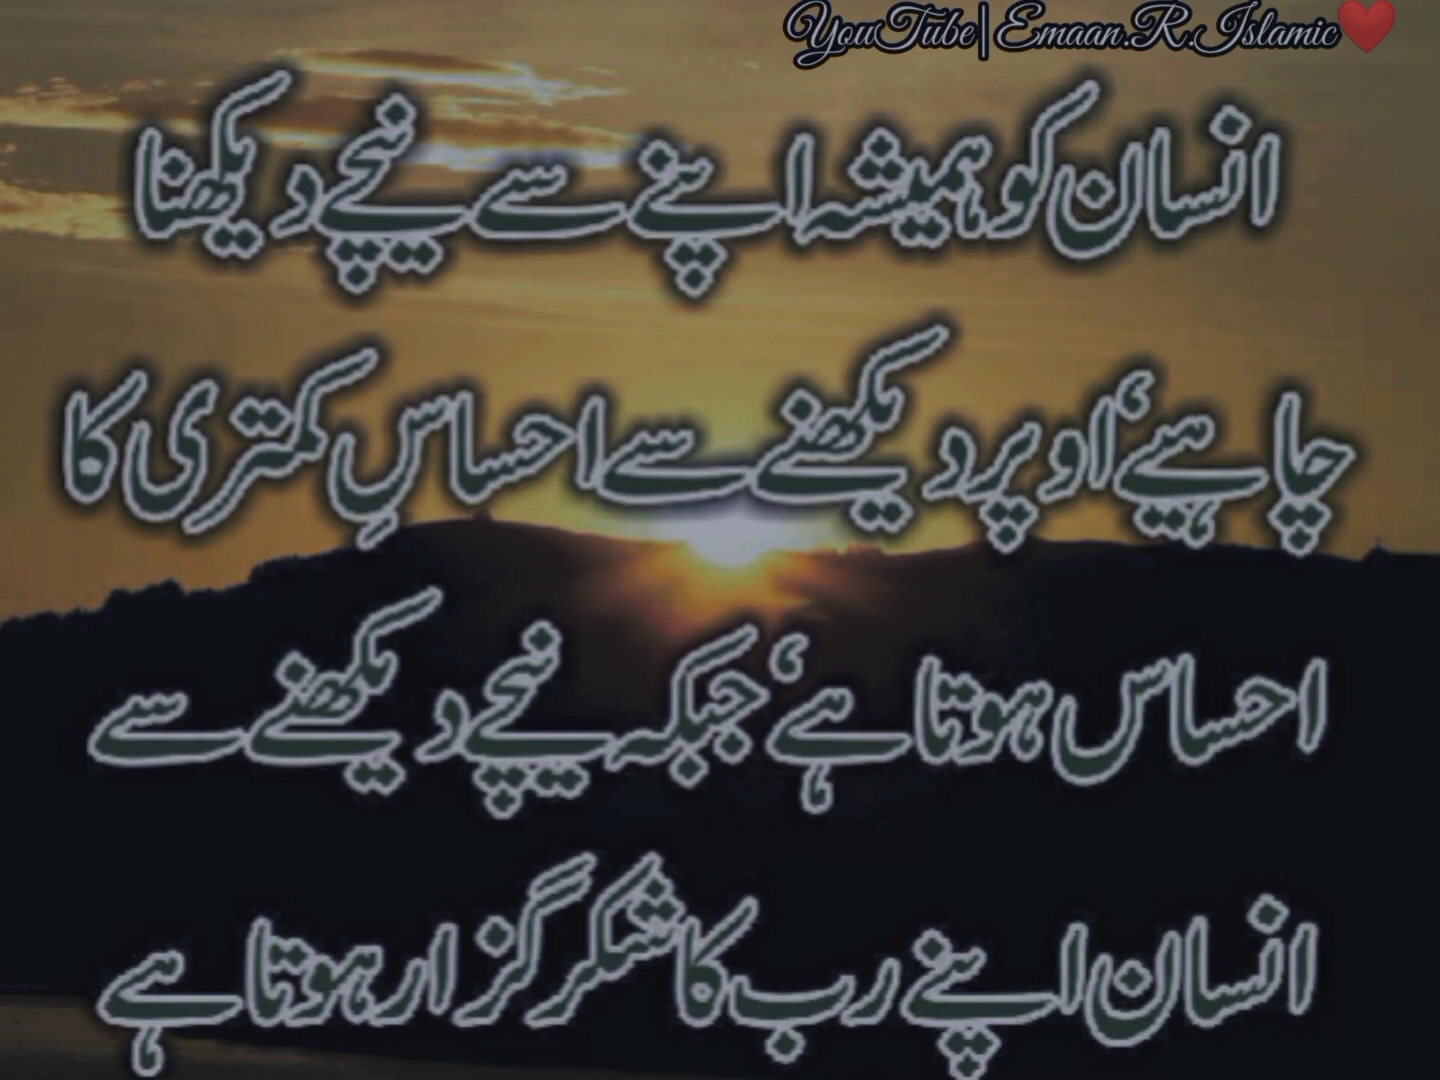 YouTube|Emaan.R.Islamic❤
انسان کو ہمیشہ اپنے سے نیچے دیکھنا
چاہیے‘ اوپر دیکھنے سے احساسِ کمتری کا
احساس ہوتا ہے‘ جبکہ نیچے دیکھنے سے
انسان اپنے رب کا شکر گزار ہوتا ہے